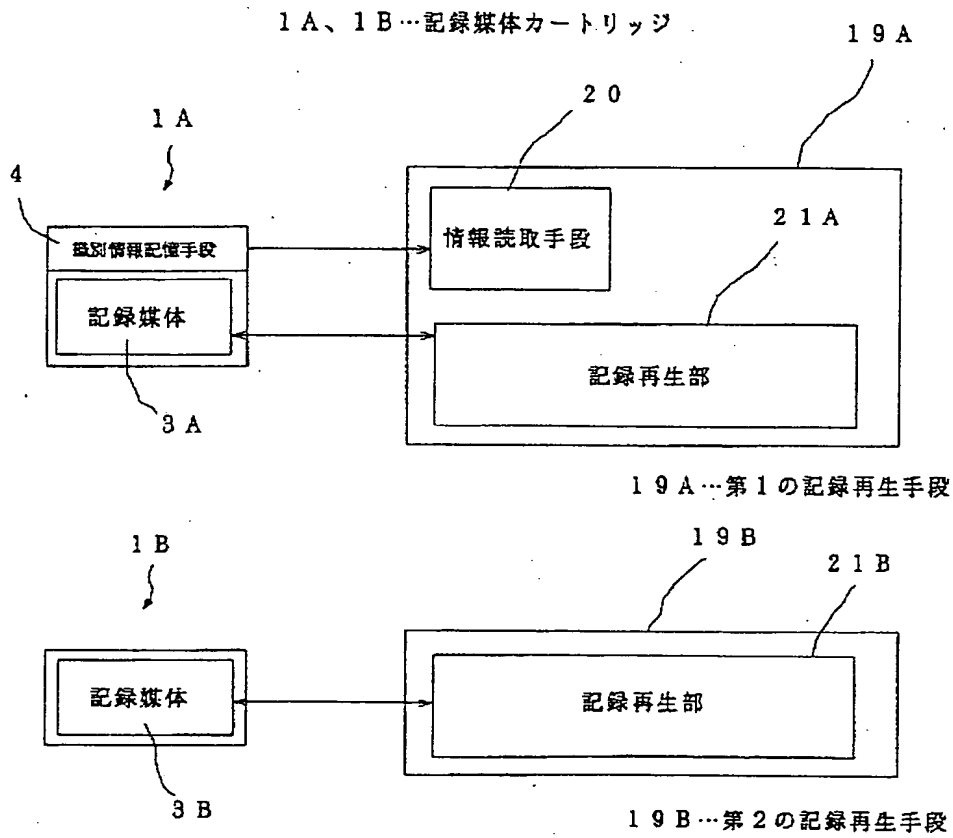 １Ａ、１Ｂ…記録媒体カートリッジ
１９Ａ
２０
１Ａ
４
２１Ａ
識別情報記憶手段
情報読取手段
記録媒体
記録再生部
３Ａ
１９Ａ…第１の記録再生手段
１Ｂ
１９Ｂ
２１Ｂ
記録媒体
記録再生部
３Ｂ
１９Ｂ…第２の記録再生手段